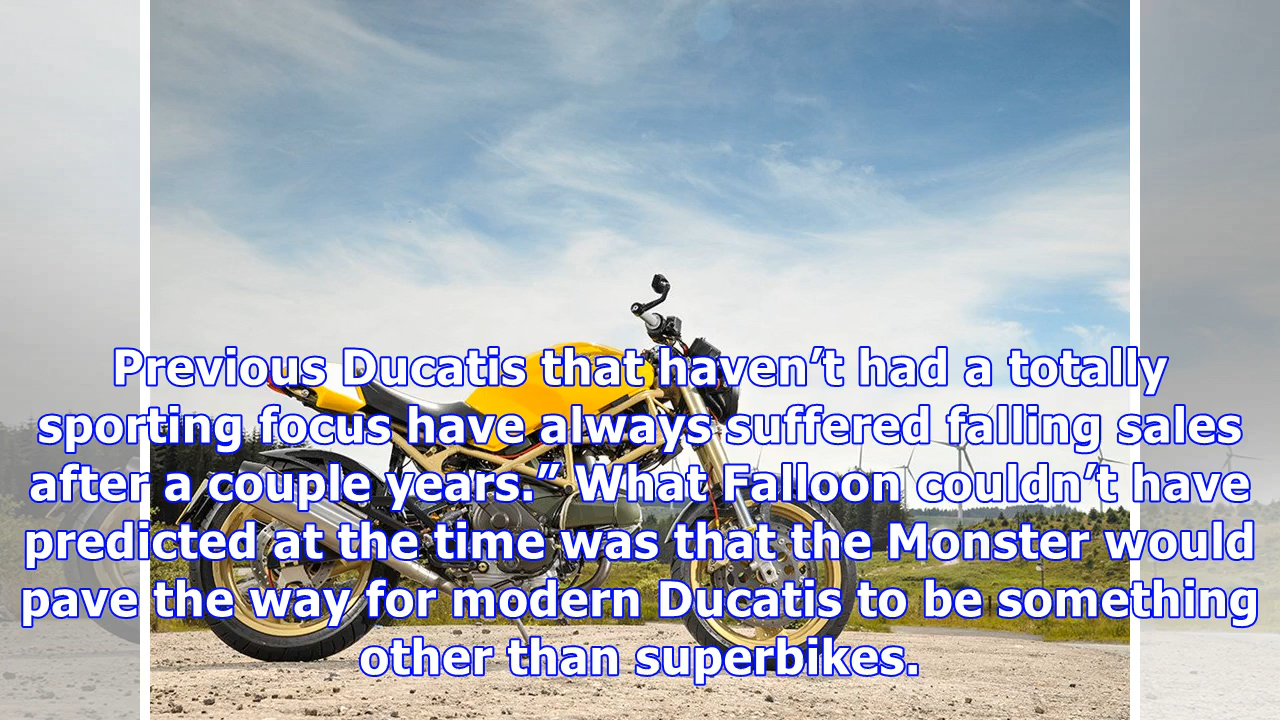 Previous Ducatis that haven’t had a totally
sporting focus have always suffered falling sales
after a couple years.” What Falloon couldn’t have
predicted at the time was that the Monster would
pave the way for modern Ducatis to be something
other than superbikes.